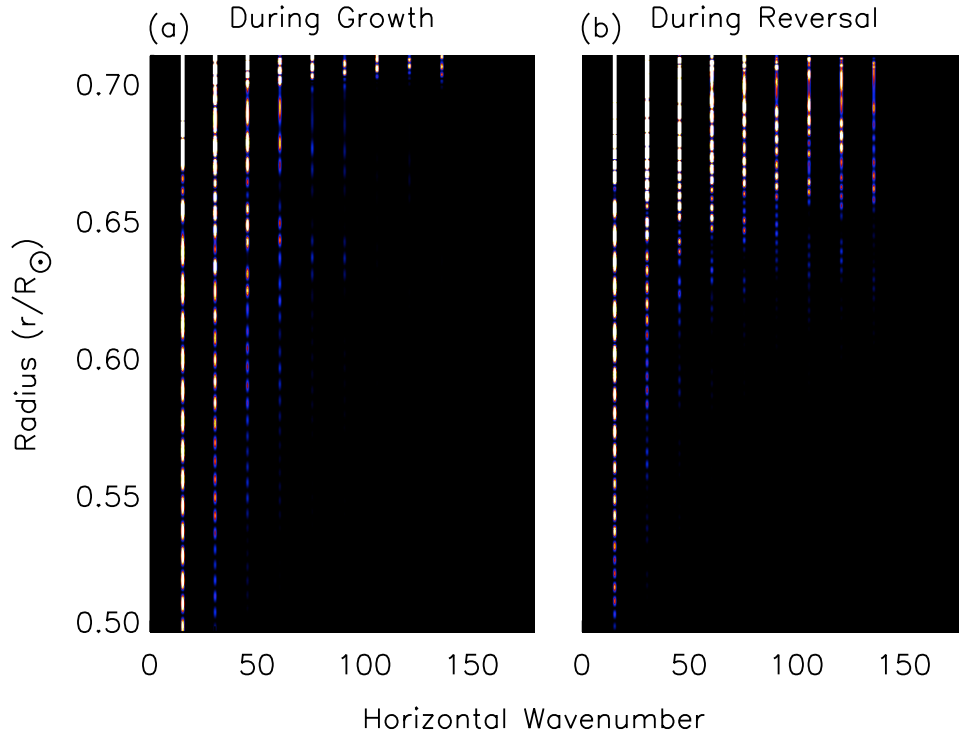 (a) During Growth
(b) During Reversal
Radius (r/R☉)
0.70
0.65
0.60
0.55
0.50
0 50 100 150
0 50 100 150
Horizontal Wavenumber